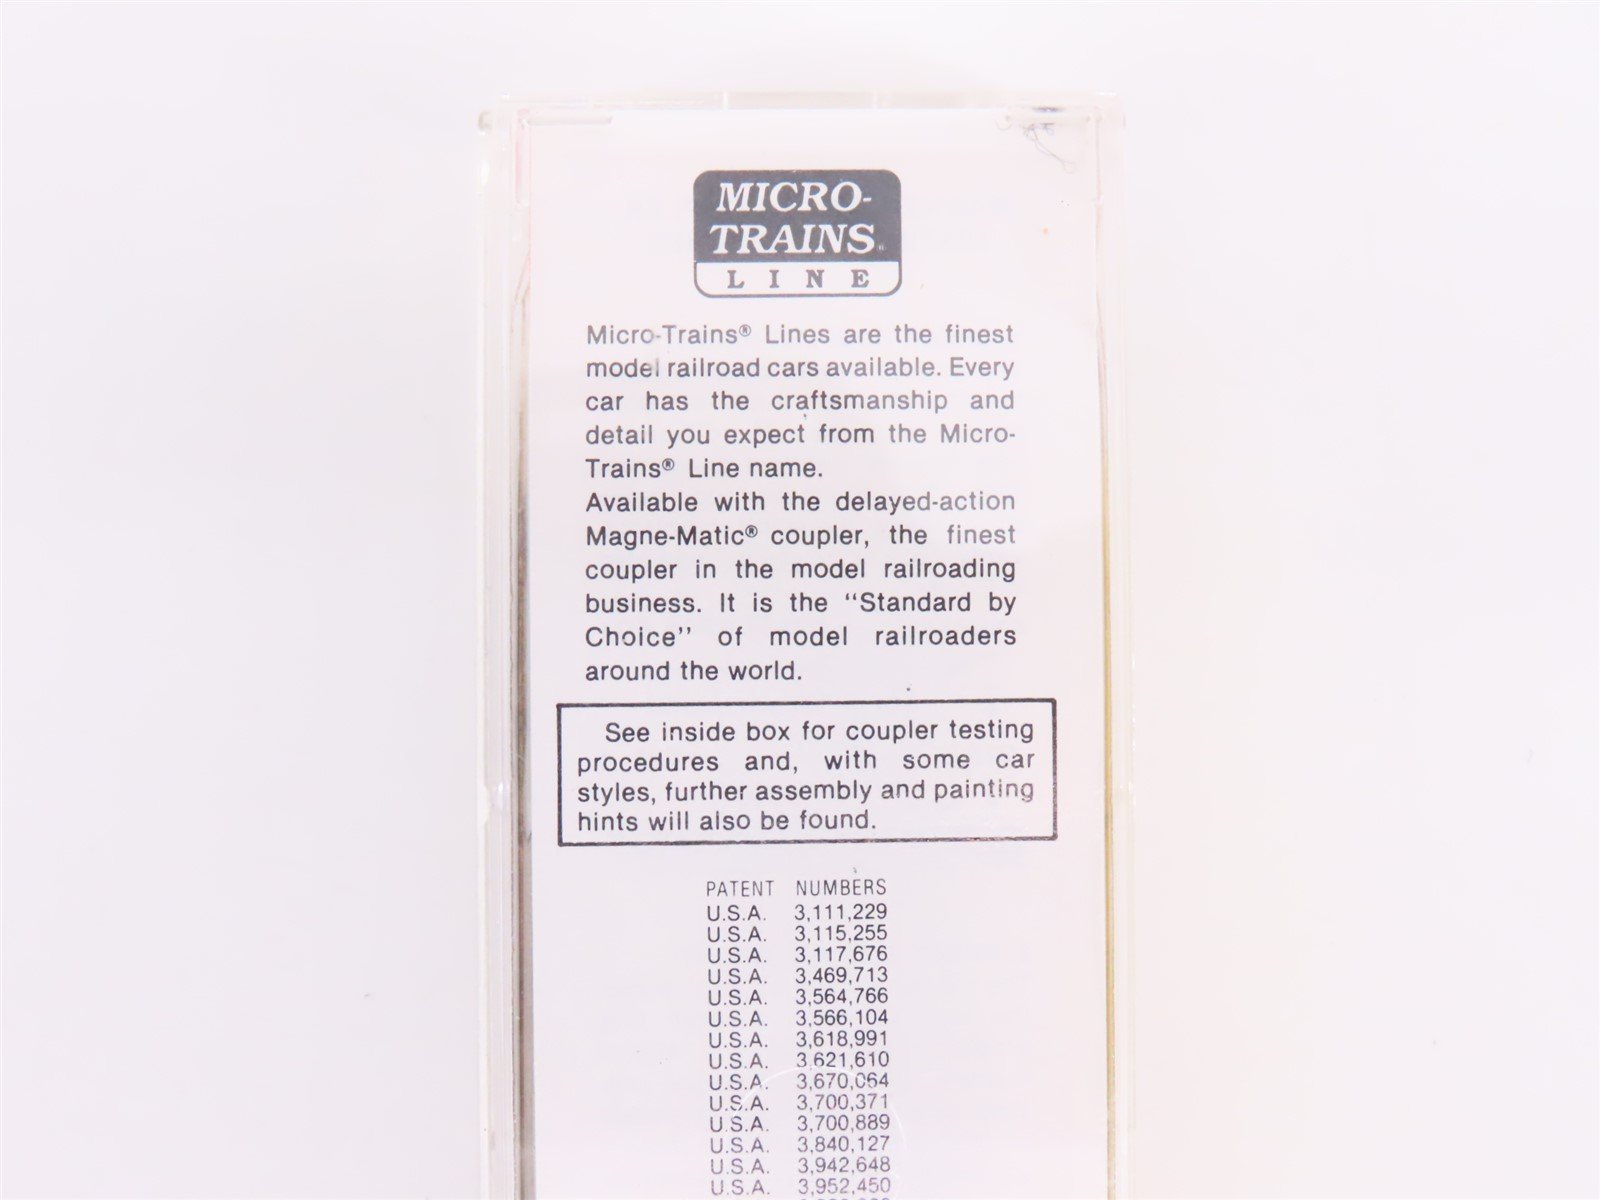 MICRO-
TRAINS®
LINE
Micro-Trains® Lines are the finest
model railroad cars available. Every
car has the craftsmanship and
detail you expect from the Micro-
Trains® Line name.
Available with the delayed-action
Magne-Matic® coupler, the finest
coupler in the model railroading
business. It is the “Standard by
Choice” of model railroaders
around the world.
See inside box for coupler testing
procedures and, with some car
styles, further assembly and painting
hints will also be found.
PATENT NUMBERS
U.S.A. 3,111,229
U.S.A. 3,115,255
U.S.A. 3,117,676
U.S.A. 3,469,713
U.S.A. 3,564,766
U.S.A. 3,566,104
U.S.A. 3,618,991
U.S.A. 3,621,610
U.S.A. 3,670,064
U.S.A. 3,700,371
U.S.A. 3,700,889
U.S.A. 3,840,127
U.S.A. 3,942,648
U.S.A. 3,952,450